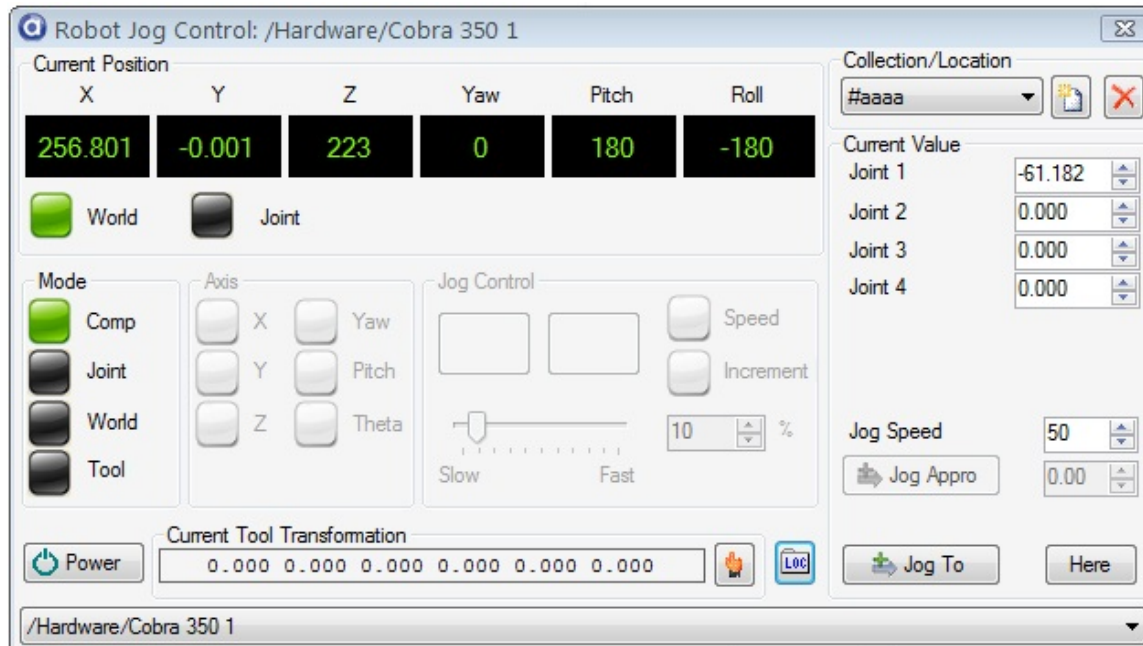 Robot Jog Control: /Hardware/Cobra 350 1
Current Position
X Y Z Yaw Pitch Roll
256.801 -0.001 223 0 180 -180
World Joint
Mode
Comp
Joint
World
Tool
Axis
X Yaw
Y Pitch
Z Theta
Jog Control
Speed
Increment
10 %
Slow Fast
Power
Current Tool Transformation
0.000 0.000 0.000 0.000 0.000 0.000
LOC
Collection/Location
#aaaa
Current Value
Joint 1 -61.182
Joint 2 0.000
Joint 3 0.000
Joint 4 0.000
Jog Speed 50
Jog Appro 0.00
Jog To Here
/Hardware/Cobra 350 1